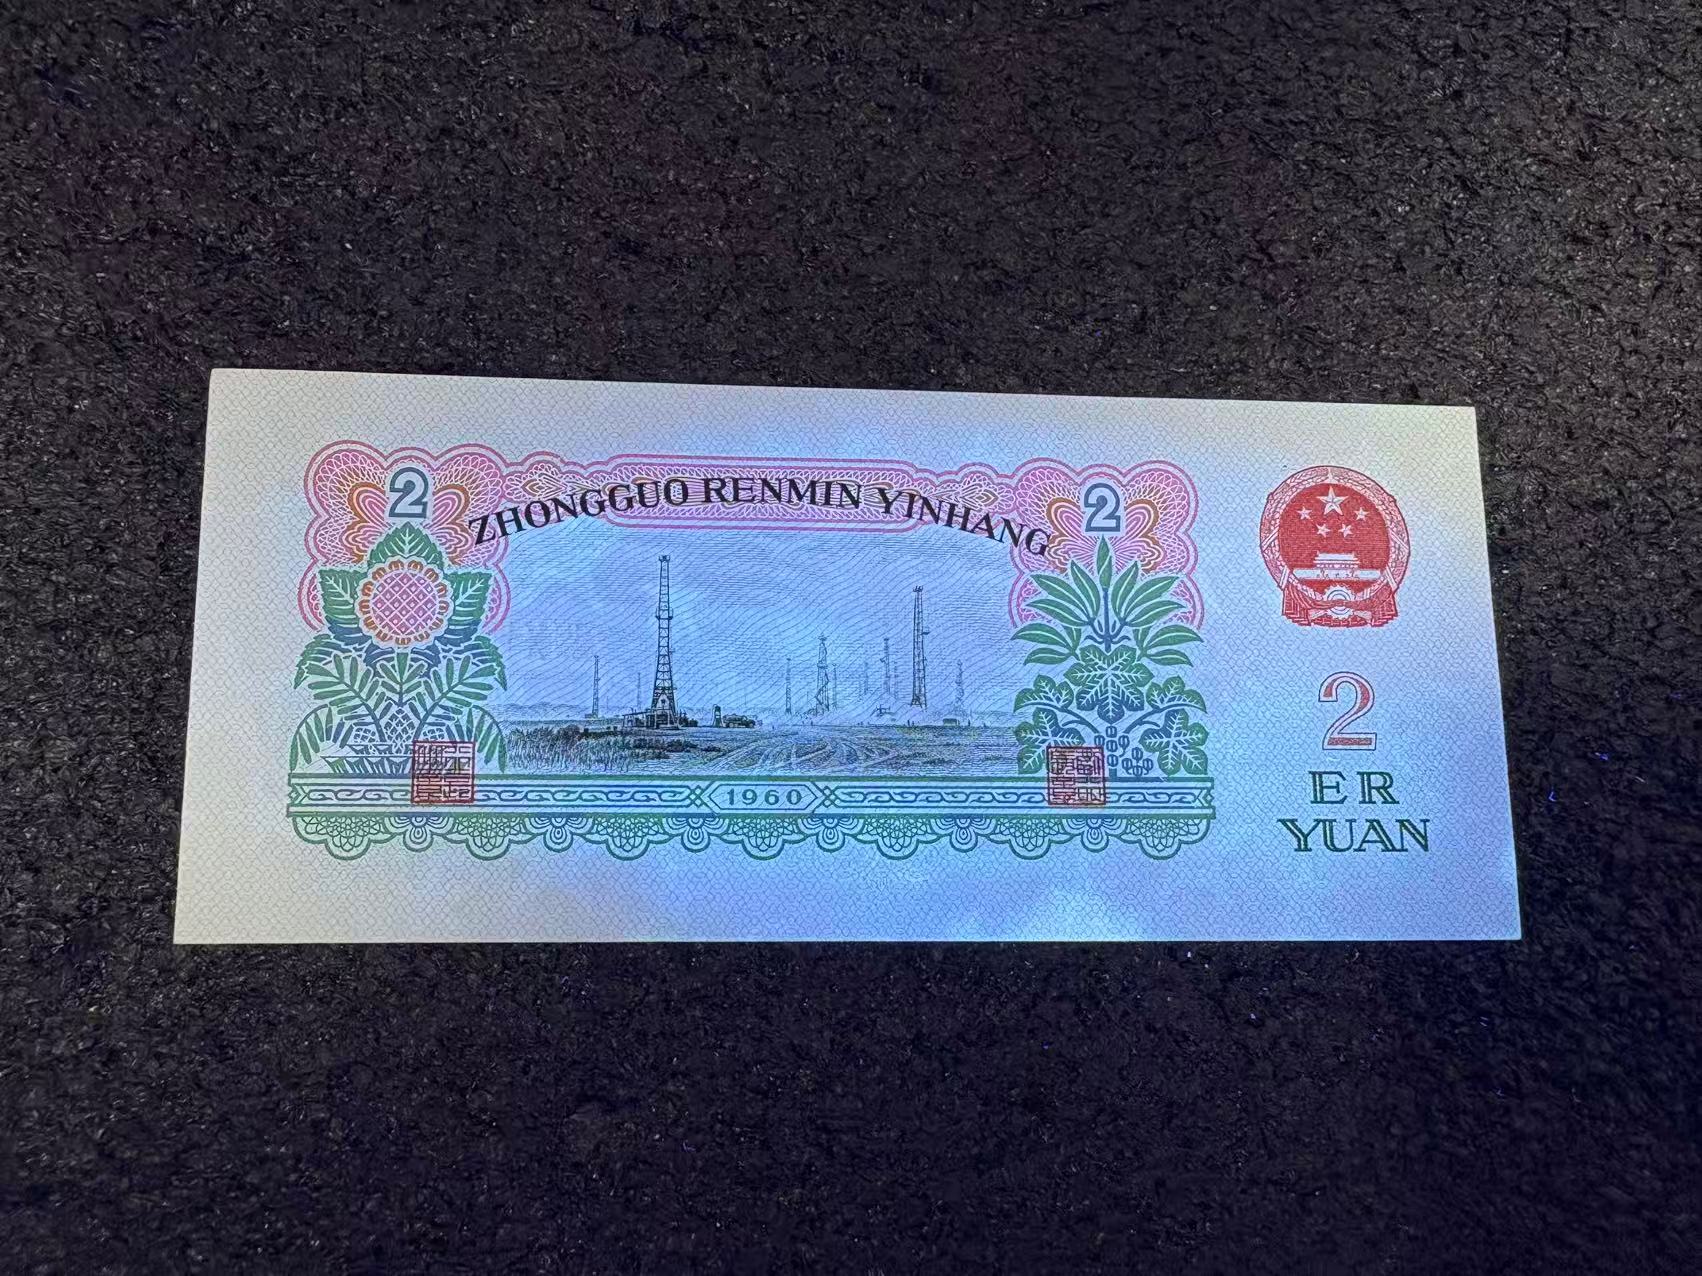 2
ZHONGGUO RENMIN YINHANG
2
2
ER
YUAN
1960